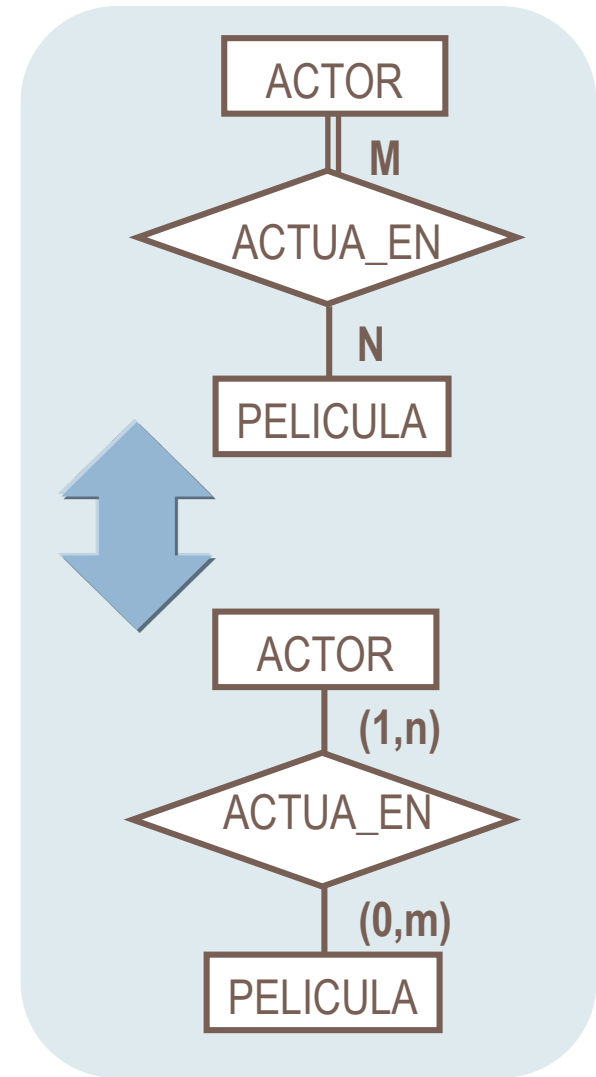 ACTOR
M
ACTUA_EN
N
PELICULA
ACTOR
(1,n)
ACTUA_EN
(0,m)
PELICULA